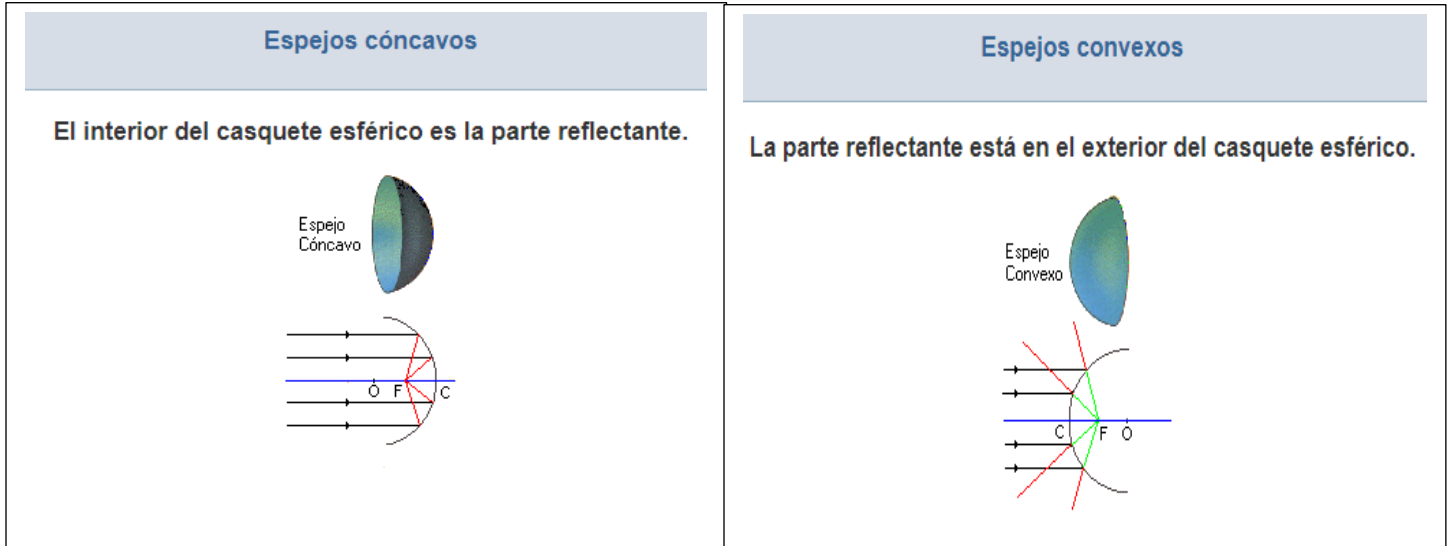 Espejos cóncavos
El interior del casquete esférico es la parte reflectante.
Espejo
Cóncavo
O F C
Espejos convexos
La parte reflectante está en el exterior del casquete esférico.
Espejo
Convexo
C F O